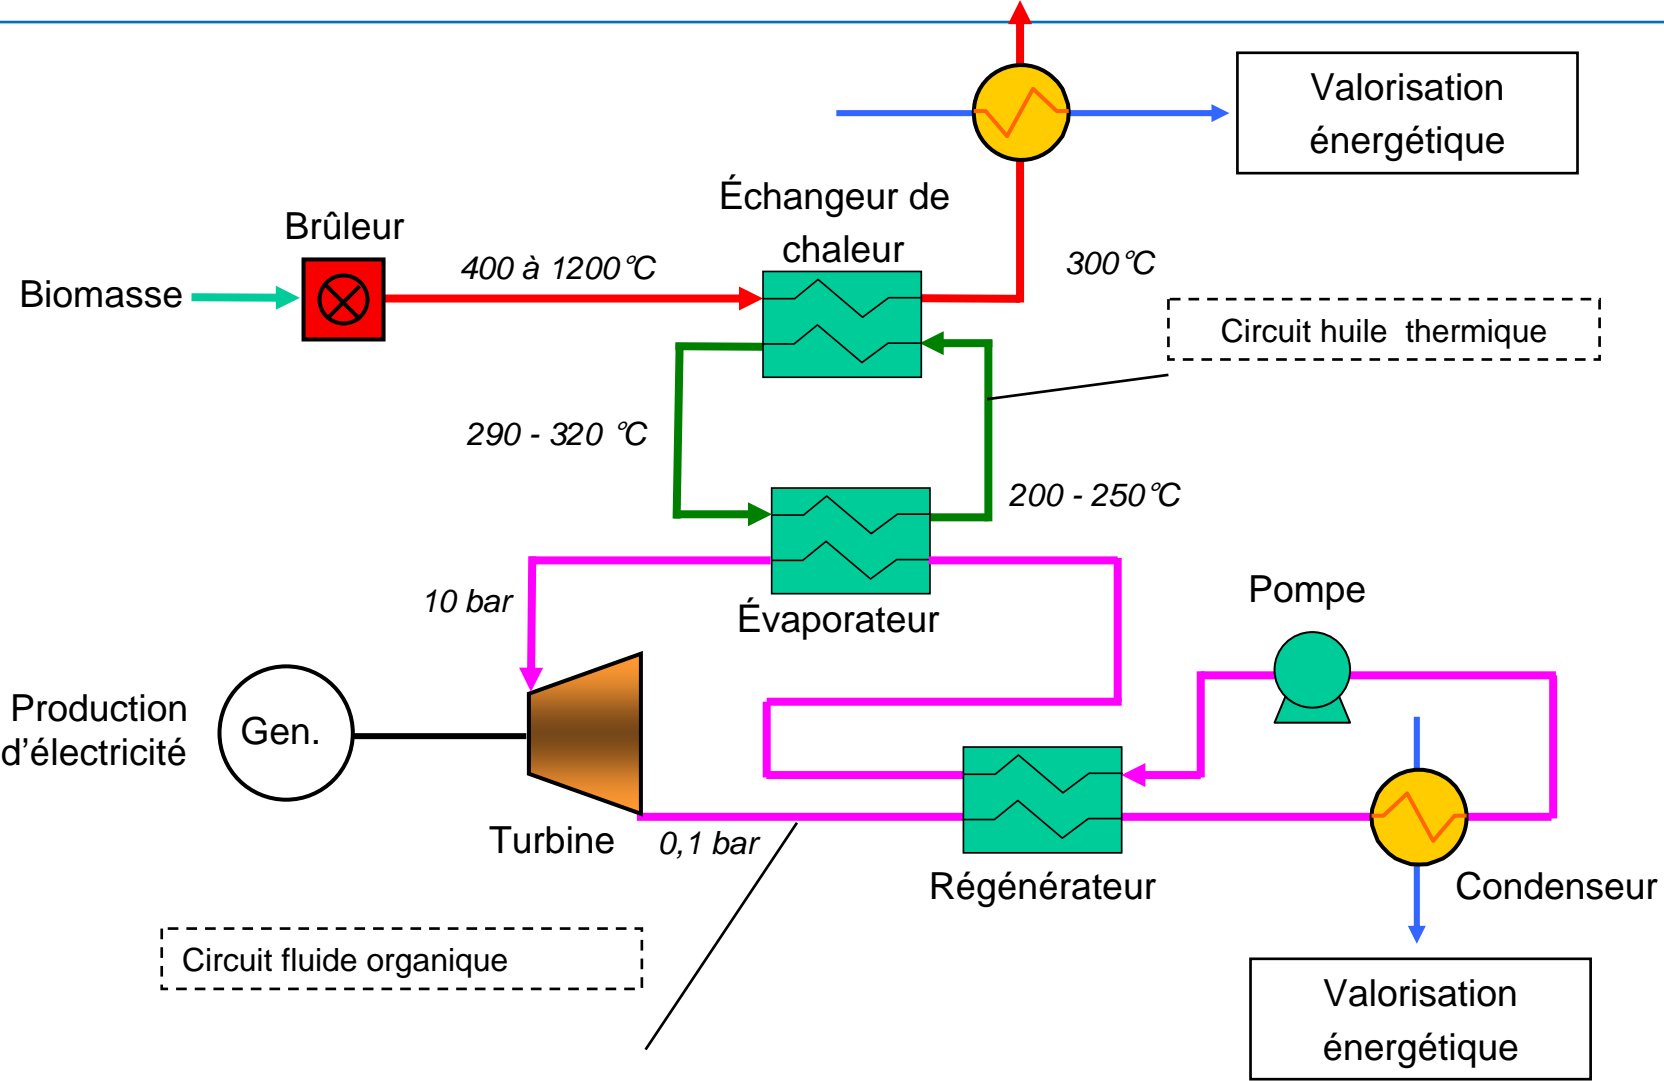 Valorisation
énergétique
Échangeur de
chaleur
Brûleur
400 à 1200°C
300°C
Biomasse
Circuit huile thermique
290 - 320 °C
200 - 250°C
10 bar
Évaporateur
Pompe
Production
d'électricité
Gen.
Turbine
0,1 bar
Régénérateur
Condenseur
Circuit fluide organique
Valorisation
énergétique